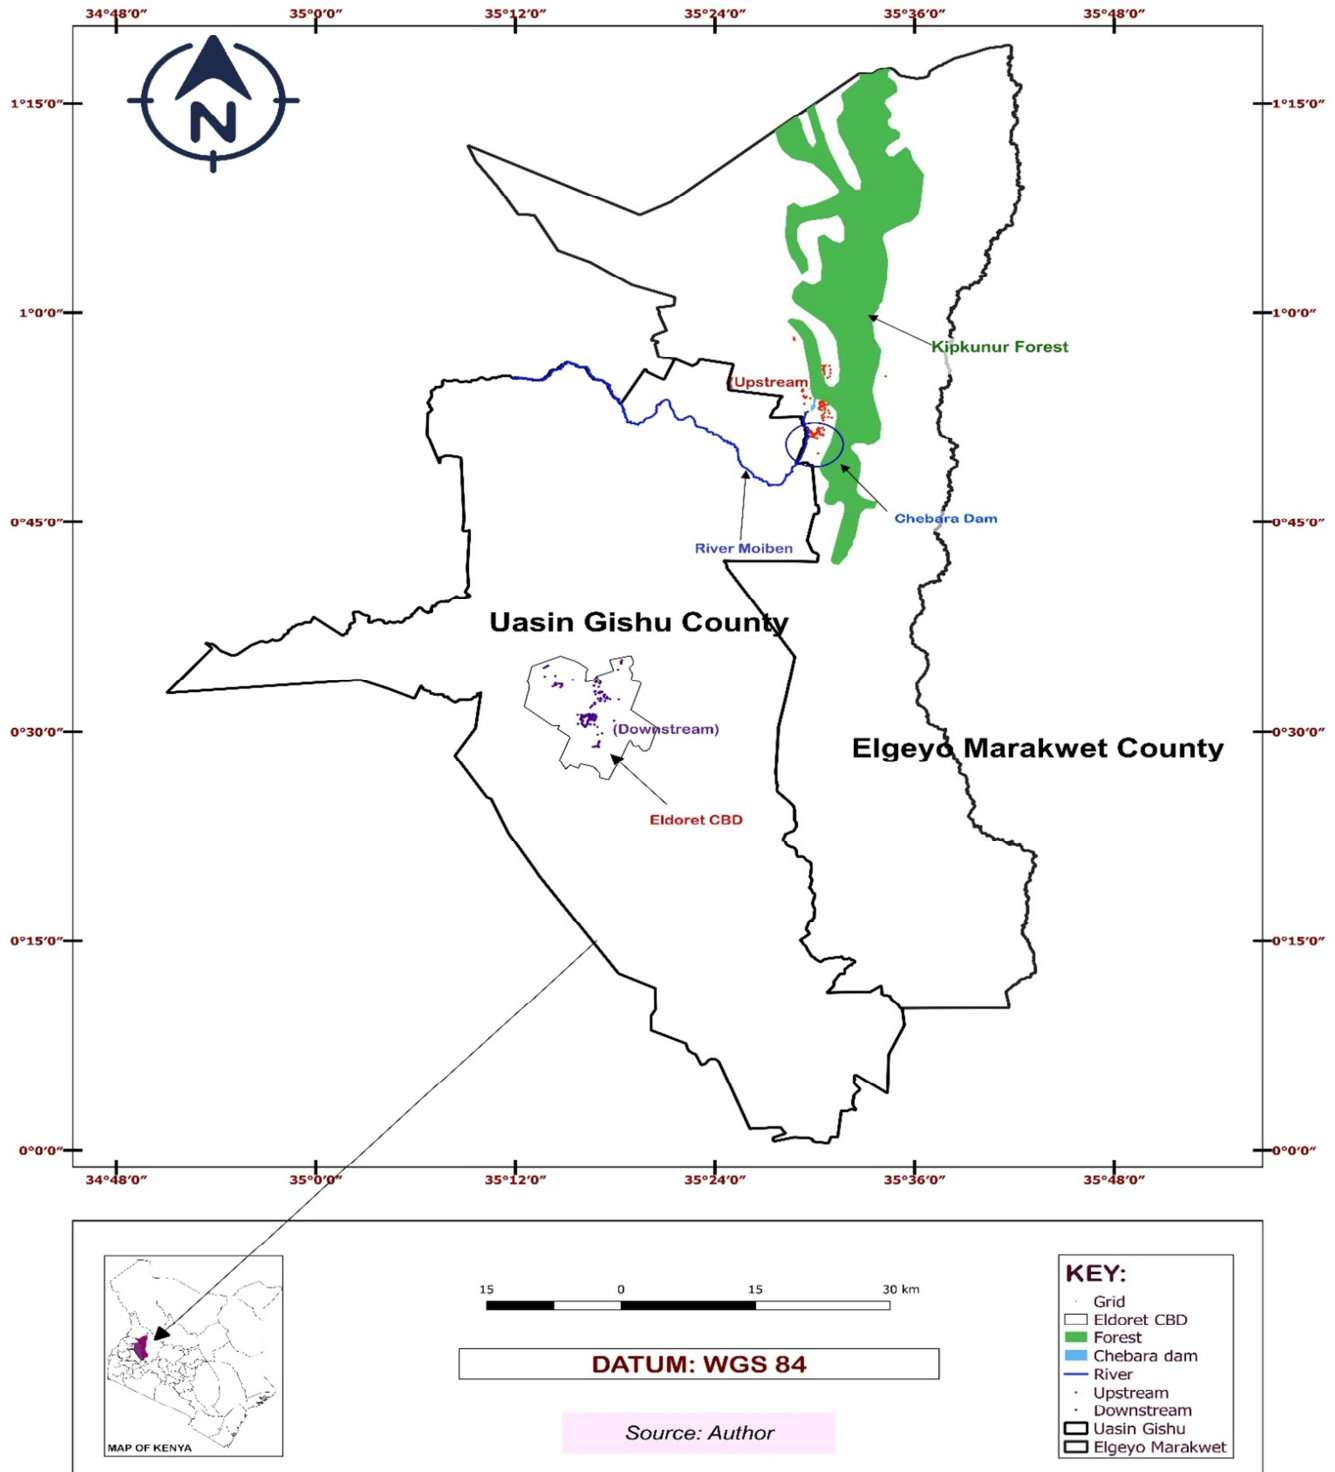 34°48'0" 35°0'0" 35°12'0" 35°24'0" 35°36'0" 35°48'0"
N
1°15'0" 1°15'0"
1°0'0" 1°0'0"
Kipkunur Forest
(Upstream
Chebara Dam
0°45'0" 0°45'0"
River Moiben
Uasin Gishu County
(Downstream)
0°30'0" 0°30'0"
Elgeyo Marakwet County
Eldoret CBD
0°15'0" 0°15'0"
0°0'0" 0°0'0"
34°48'0" 35°0'0" 35°12'0" 35°24'0" 35°36'0" 35°48'0"
MAP OF KENYA
15 0 15 30 km
DATUM: WGS 84
Source: Author
KEY:
Grid
Eldoret CBD
Forest
Chebara dam
River
Upstream
Downstream
Uasin Gishu
Elgeyo Marakwet